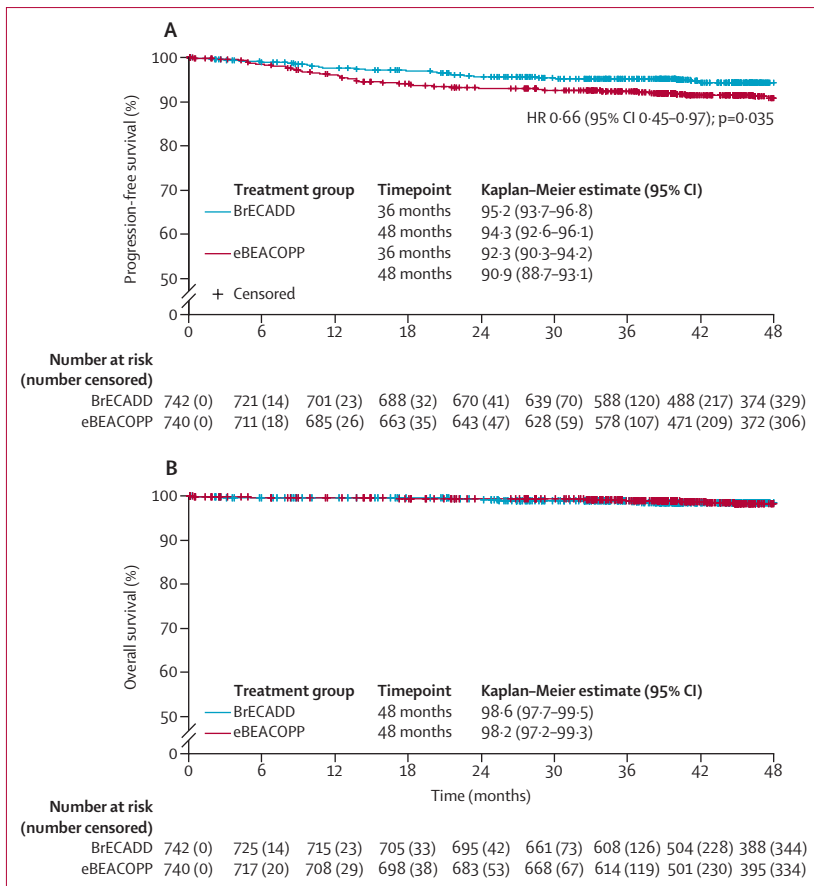 A
100
90
80
70
60
50
0
Progression-free survival (%)
HR 0·66 (95% CI 0·45–0·97); p=0·035
Treatment group Timepoint Kaplan–Meier estimate (95% CI)
BrECADD 36 months 95·2 (93·7–96·8)
48 months 94·3 (92·6–96·1)
eBEACOPP 36 months 92·3 (90·3–94·2)
48 months 90·9 (88·7–93·1)
+ Censored
0 6 12 18 24 30 36 42 48
Number at risk
(number censored)
BrECADD 742 (0) 721 (14) 701 (23) 688 (32) 670 (41) 639 (70) 588 (120) 488 (217) 374 (329)
eBEACOPP 740 (0) 711 (18) 685 (26) 663 (35) 643 (47) 628 (59) 578 (107) 471 (209) 372 (306)
B
100
90
80
70
60
50
0
Overall survival (%)
Treatment group Timepoint Kaplan–Meier estimate (95% CI)
BrECADD 48 months 98·6 (97·7–99·5)
eBEACOPP 48 months 98·2 (97·2–99·3)
0 6 12 18 24 30 36 42 48
Time (months)
Number at risk
(number censored)
BrECADD 742 (0) 725 (14) 715 (23) 705 (33) 695 (42) 661 (73) 608 (126) 504 (228) 388 (344)
eBEACOPP 740 (0) 717 (20) 708 (29) 698 (38) 683 (53) 668 (67) 614 (119) 501 (230) 395 (334)